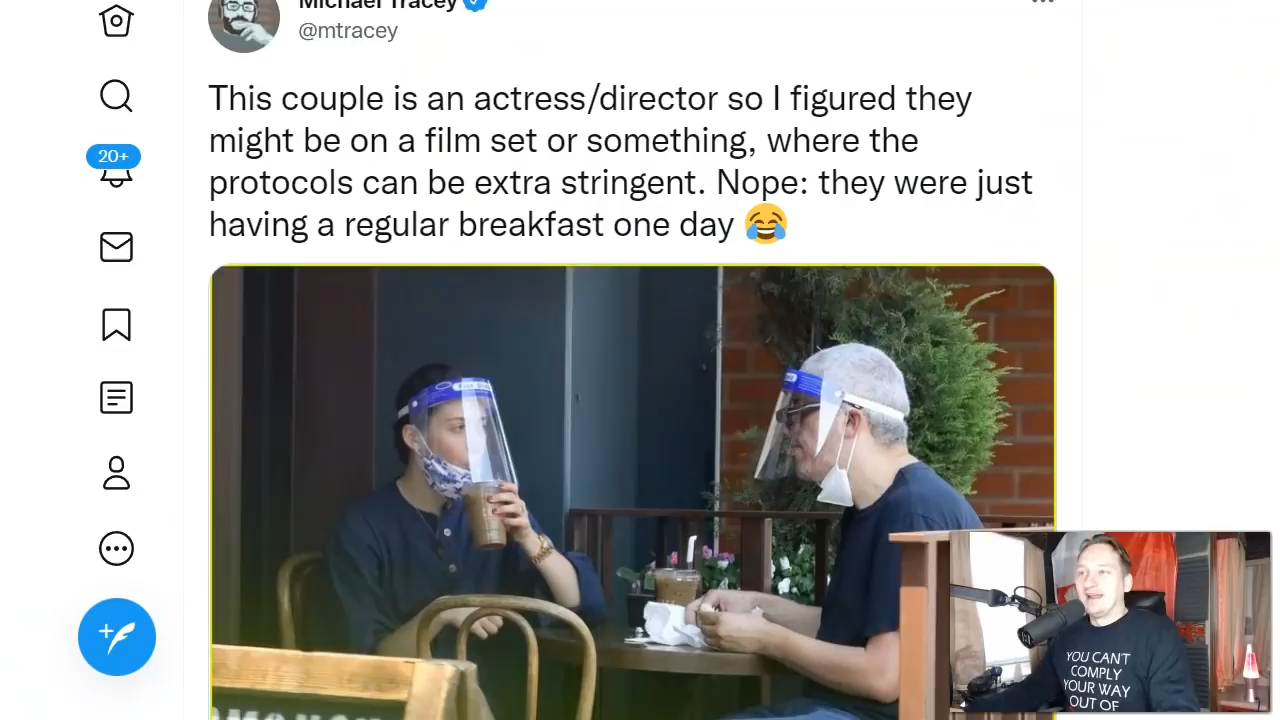 Michael Tracey
@mtracey
This couple is an actress/director so I figured they
might be on a film set or something, where the
protocols can be extra stringent. Nope: they were just
having a regular breakfast one day 😂
20+
YOU CAN'T
COMPLY
YOUR WAY
OUT OF